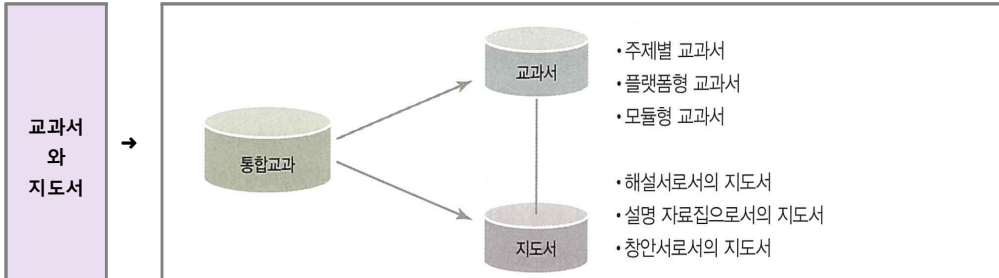 교과서
와
지도서
➜
통합교과
교과서
• 주제별 교과서
• 플랫폼형 교과서
• 모듈형 교과서
지도서
• 해설서로서의 지도서
• 설명 자료집으로서의 지도서
• 창안서로서의 지도서